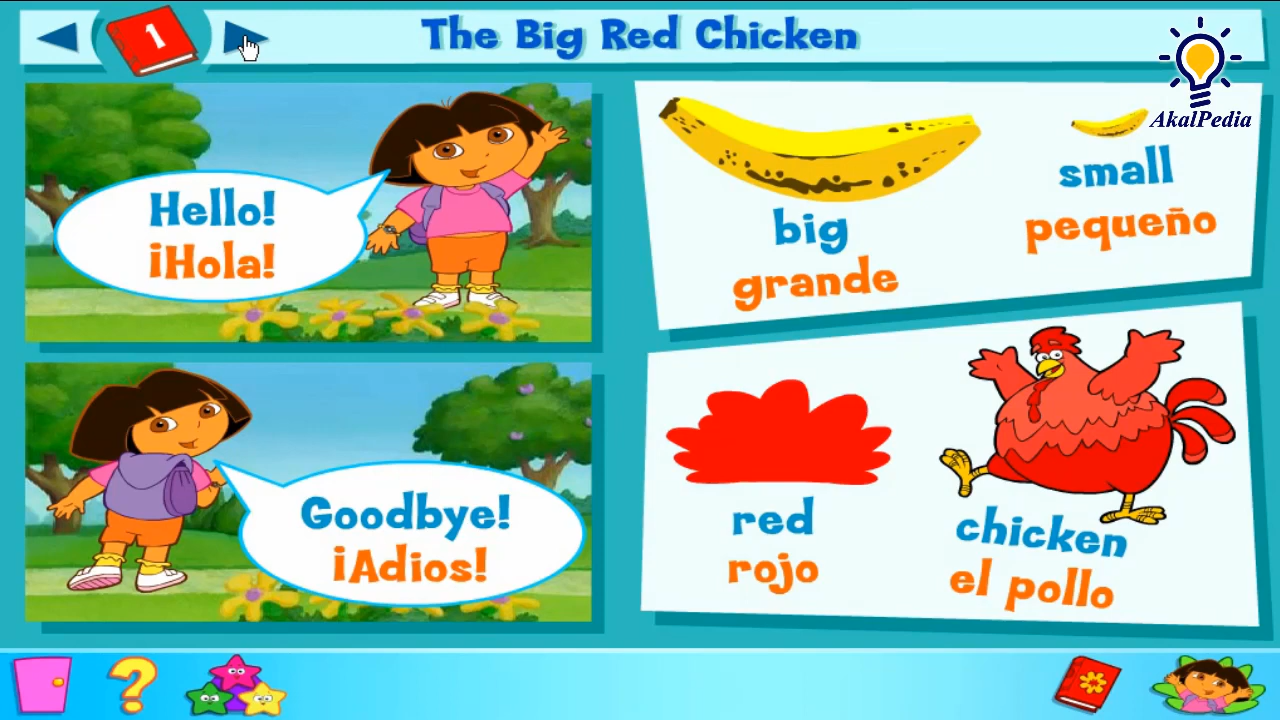 1
The Big Red Chicken
AkalPedia
Hello!
¡Hola!
big
grande
small
pequeño
Goodbye!
¡Adios!
red
rojo
chicken
el pollo
?